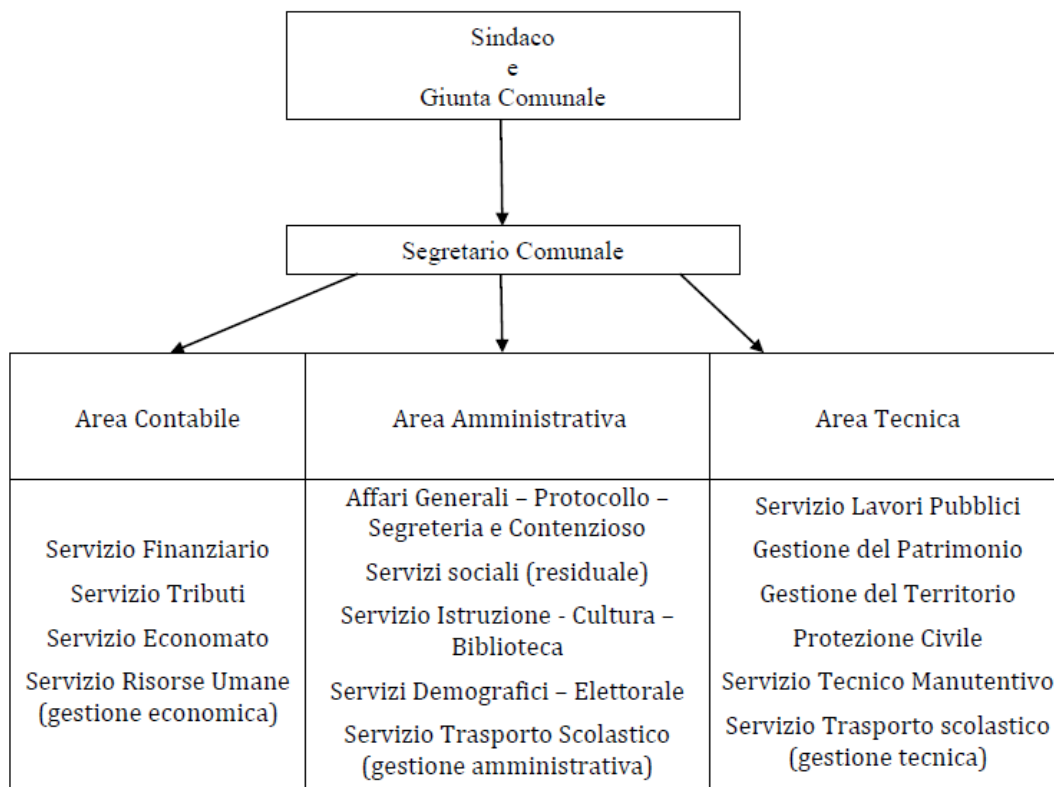 Sindaco
e
Giunta Comunale
Segretario Comunale
Area Contabile
Area Amministrativa
Area Tecnica
Servizio Finanziario
Servizio Tributi
Servizio Economato
Servizio Risorse Umane
(gestione economica)
Affari Generali – Protocollo –
Segreteria e Contenzioso
Servizi sociali (residuale)
Servizio Istruzione - Cultura –
Biblioteca
Servizi Demografici – Elettorale
Servizio Trasporto Scolastico
(gestione amministrativa)
Servizio Lavori Pubblici
Gestione del Patrimonio
Gestione del Territorio
Protezione Civile
Servizio Tecnico Manutentivo
Servizio Trasporto scolastico
(gestione tecnica)